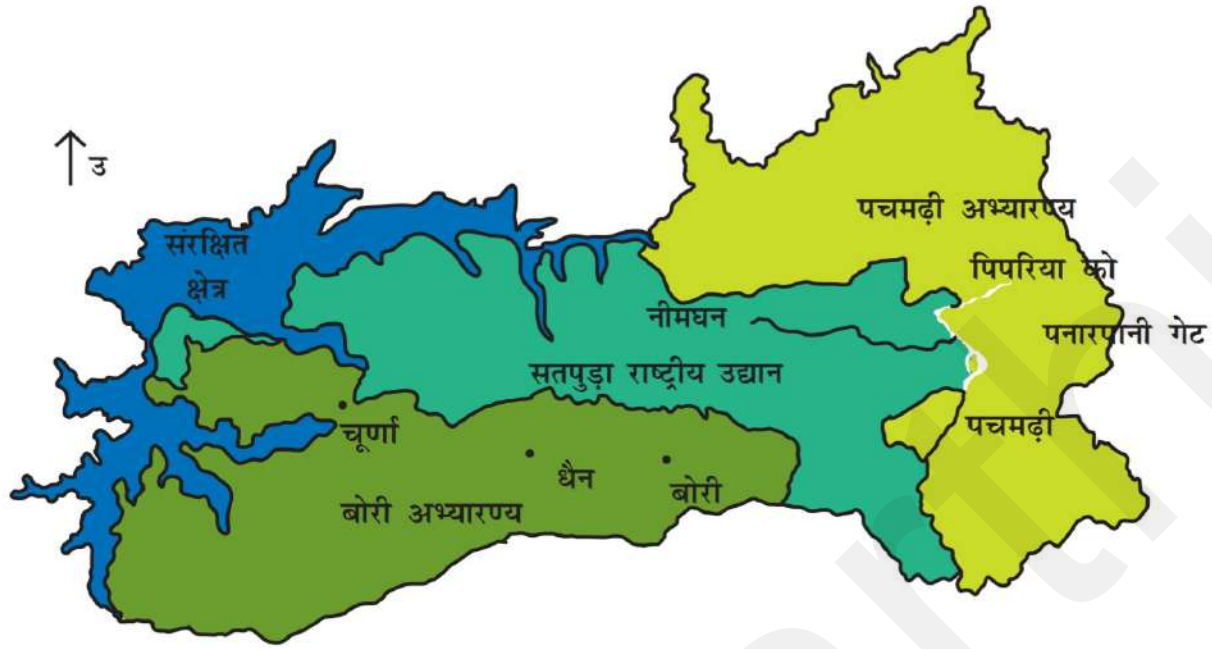 उ
पचमढ़ी अभ्यारण्य
संरक्षित
क्षेत्र
पिपरिया को
नीमघन
पनारपानी गेट
सतपुड़ा राष्ट्रीय उद्यान
चूर्णा
पचमढ़ी
धैन
बोरी
बोरी अभ्यारण्य